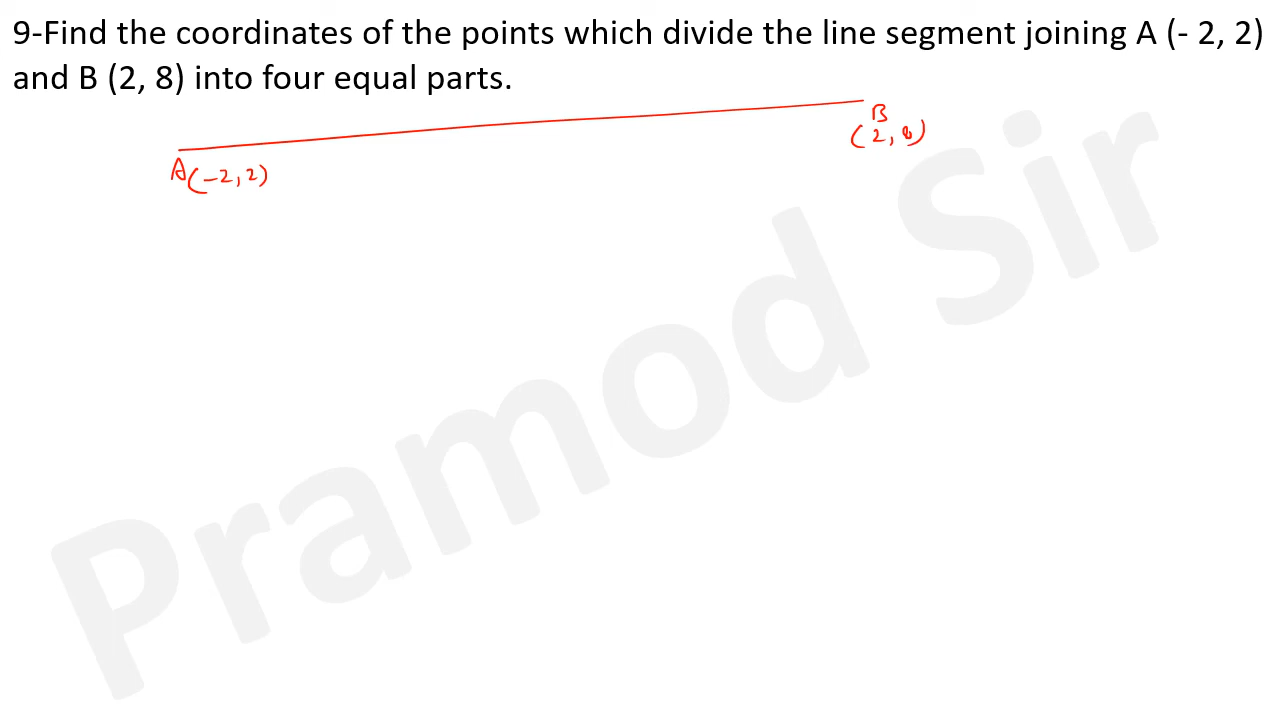 9-Find the coordinates of the points which divide the line segment joining A (- 2, 2)
and B (2, 8) into four equal parts.
B
(2, 8)
A(-2, 2)
Pramod Sir